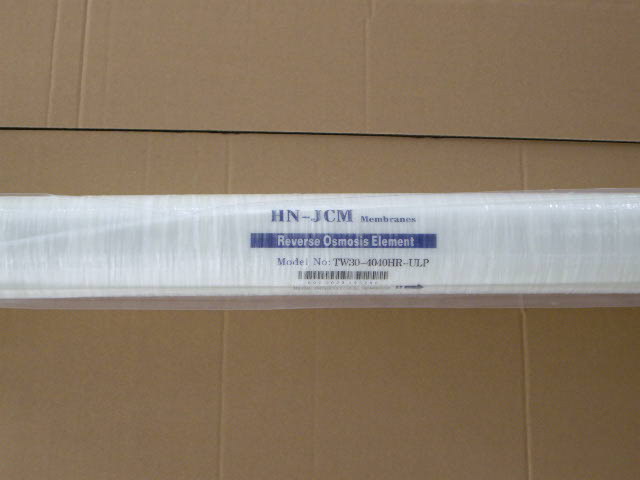 HN-JCM Membranes
Reverse Osmosis Element
Model No: TW30-4040HR-ULP